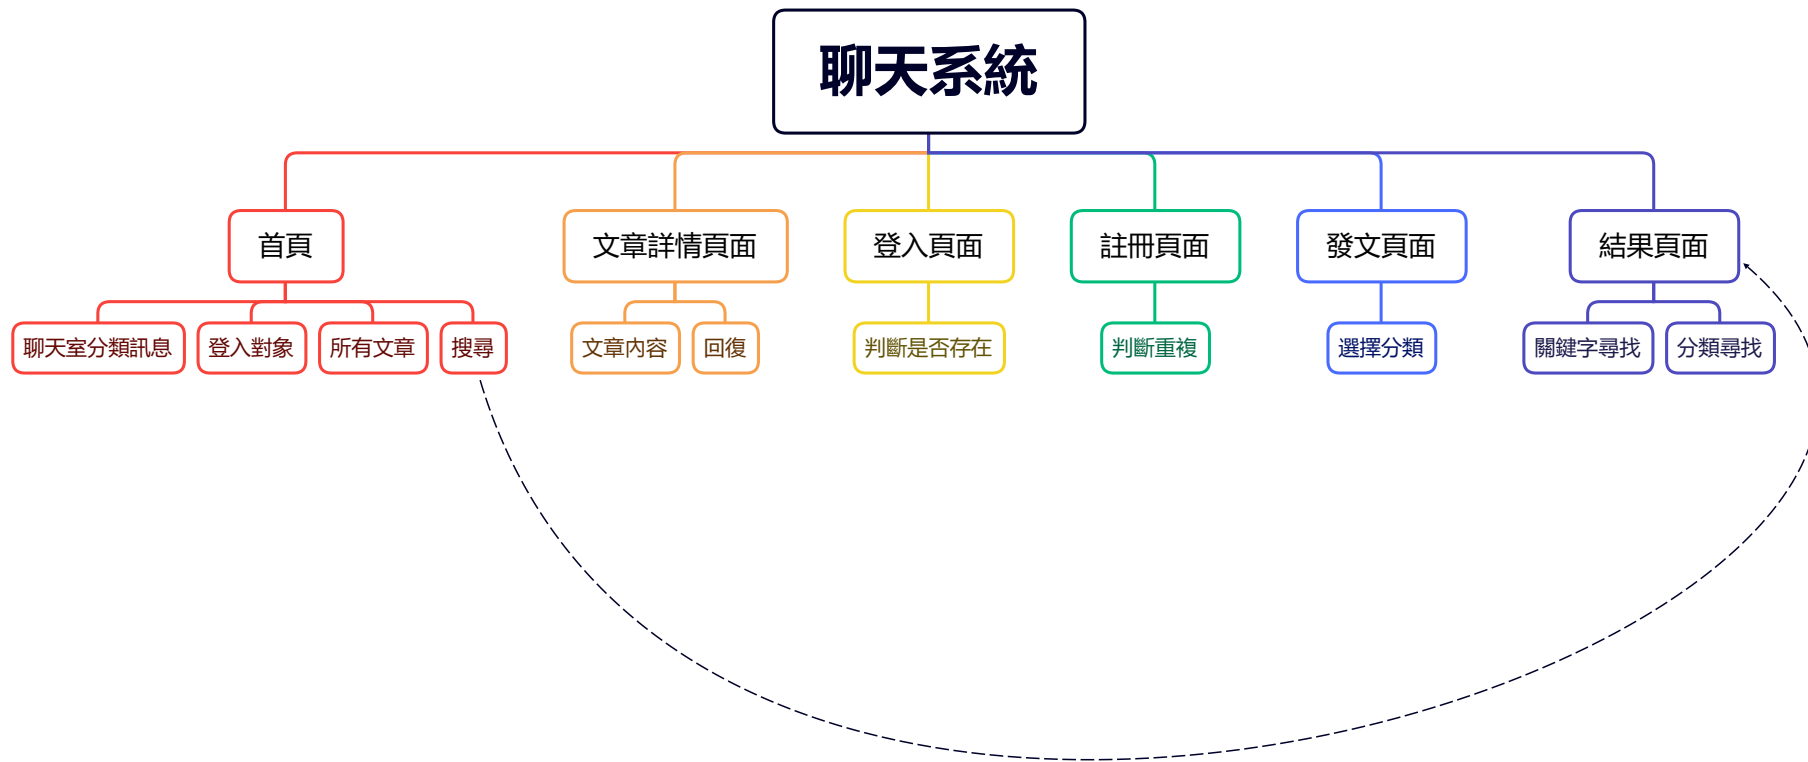 聊天系統
首頁
文章詳情頁面
登入頁面
註冊頁面
發文頁面
結果頁面
聊天室分類訊息
登入對象
所有文章
搜尋
文章內容
回復
判斷是否存在
判斷重複
選擇分類
關鍵字尋找
分類尋找